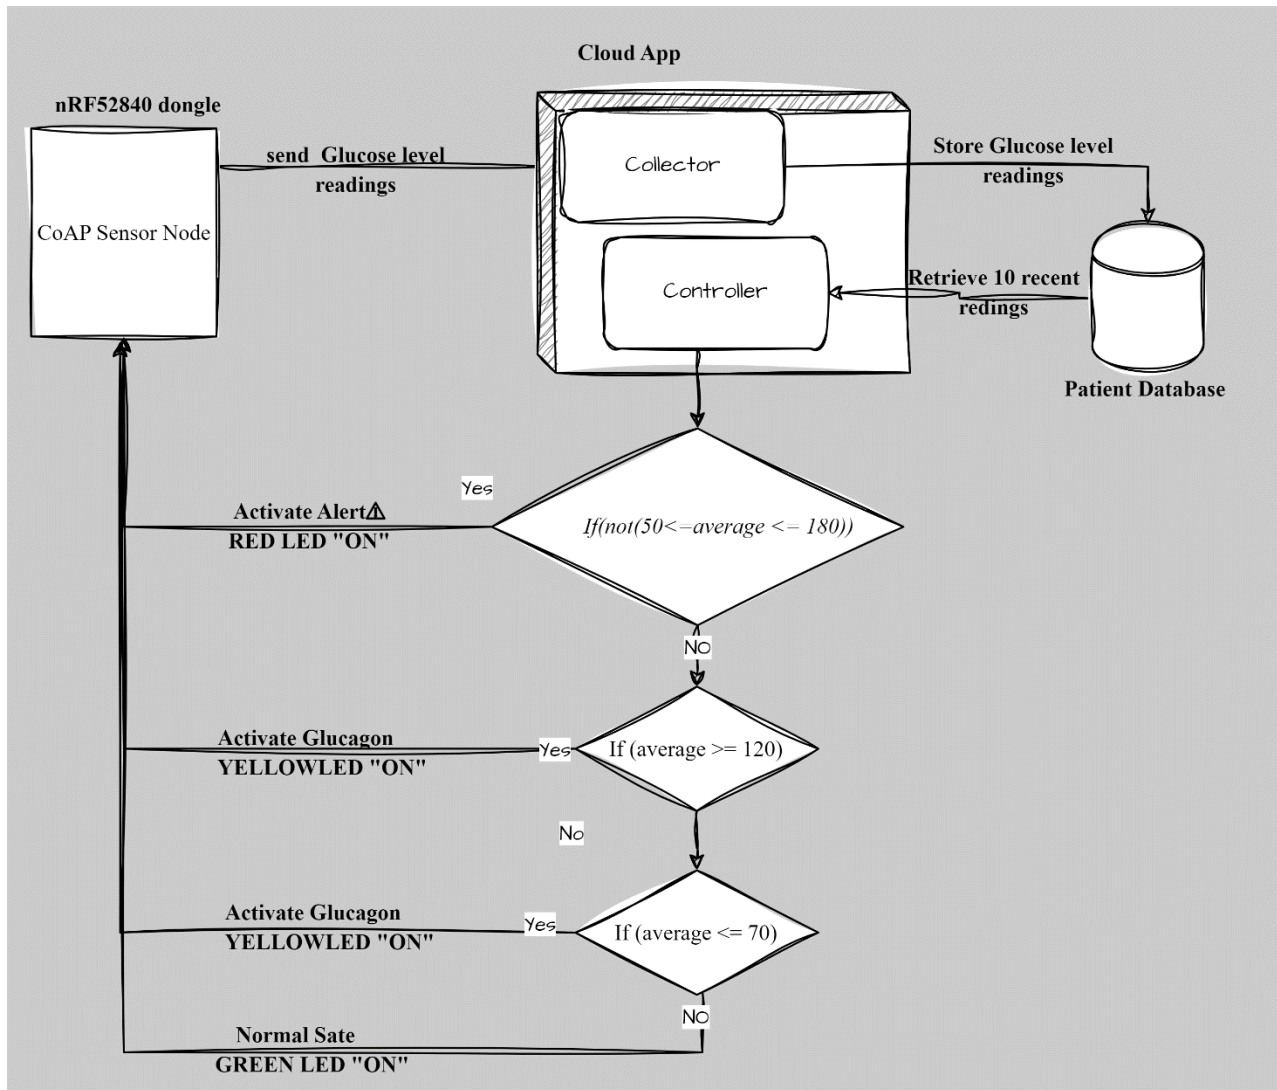 Cloud App
nRF52840 dongle
send Glucose level
readings
Collector
Store Glucose level
readings
CoAP Sensor Node
Controller
Retrieve 10 recent
redings
Patient Database
Yes
Activate Alert⚠
RED LED "ON"
If(not(50<=average <= 180))
NO
Activate Glucagon
YELLOWLED "ON"
Yes
If (average >= 120)
No
Activate Glucagon
YELLOWLED "ON"
Yes
If (average <= 70)
NO
Normal Sate
GREEN LED "ON"